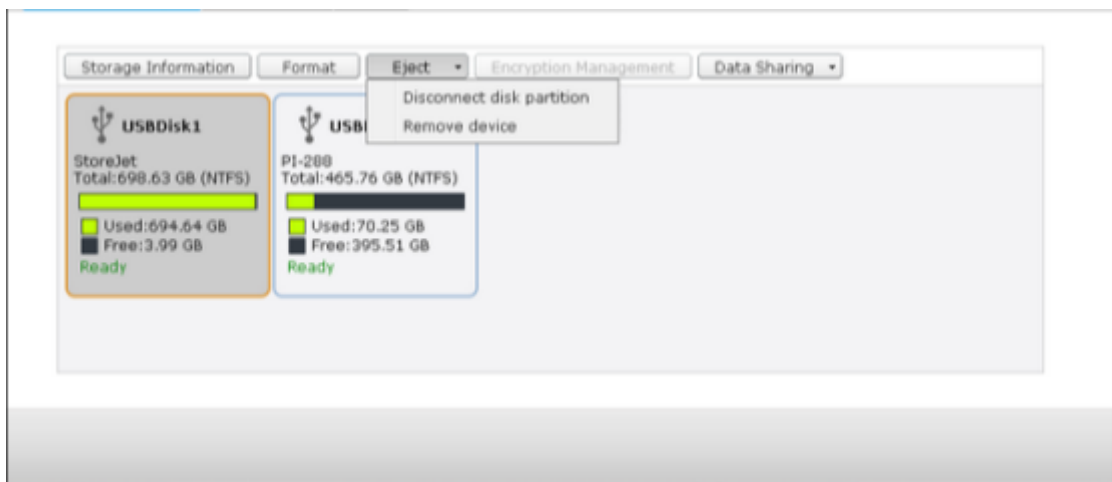 Storage Information Format Eject Encryption Management Data Sharing
Disconnect disk partition
Remove device
USBDisk1
StoreJet
Total:698.63 GB (NTFS)
Used:694.64 GB
Free:3.99 GB
Ready
USBI
PI-288
Total:465.76 GB (NTFS)
Used:70.25 GB
Free:395.51 GB
Ready